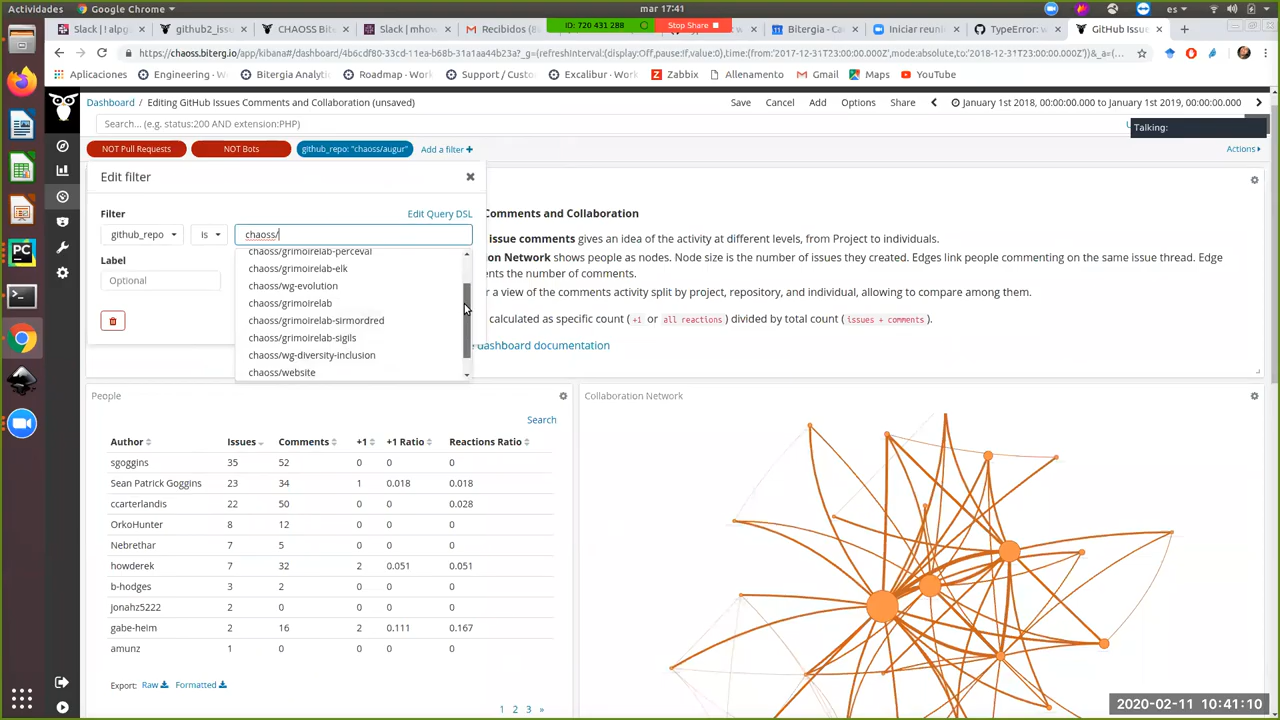 Actividades
Google Chrome
mar 17:41
es
Slack | ! alpg
github2_iss
CHAOSS B
Slack | mhow
Recibidos (
ID: 720 431 288
Stop Share
Bitergia - Ca
Iniciar reuni
TypeError: 
GitHub Issu
https://chaoss.biterg.io/app/kibana#/dashboard/4b6cdf80-33cd-11ea-b68b-31a1aa44b23a?_g=(refreshInterval:(display:Off,pause:!f,value:0),time:(from:'2017-12-31T23:00:00.000Z',mode:absolute,to:'2018-12-31T23:00:00.000Z'))&_a=(...
Aplicaciones
Engineering - W
Bitergia Analyti
Roadmap - Work
Support / Custo
Excalibur - Work
Zabbix
Allenamento
Gmail
Maps
YouTube
Dashboard / Editing GitHub Issues Comments and Collaboration (unsaved)
Save
Cancel
Add
Options
Share
January 1st 2018, 00:00:00.000 to January 1st 2019, 00:00:00.000
Search... (e.g. status:200 AND extension:PHP)
Talking:
NOT Pull Requests
NOT Bots
github_repo: "chaoss/augur"
Add a filter +
Actions
Edit filter
Filter
Edit Query DSL
github_repo
is
chaoss/
Label
Optional
chaoss/grimoirelab-perceval
chaoss/grimoirelab-elk
chaoss/wg-evolution
chaoss/grimoirelab
chaoss/grimoirelab-sirmordred
chaoss/grimoirelab-sigils
chaoss/wg-diversity-inclusion
chaoss/website
Comments and Collaboration
issue comments gives an idea of the activity at different levels, from Project to individuals.
on Network shows people as nodes. Node size is the number of issues they created. Edges link people commenting on the same issue thread. Edge
ents the number of comments.
r a view of the comments activity split by project, repository, and individual, allowing to compare among them.
calculated as specific count (+1 or all reactions) divided by total count (issues + comments).
dashboard documentation
People
Search
Author Issues Comments +1 +1 Ratio Reactions Ratio
sgoggins 35 52 0 0 0
Sean Patrick Goggins 23 34 1 0.018 0.018
ccarterlandis 22 50 0 0 0.028
OrkoHunter 8 12 0 0 0
Nebrethar 7 5 0 0 0
howderek 7 32 2 0.051 0.051
b-hodges 3 2 0 0 0
jonahz5222 2 0 0 0 0
gabe-heim 2 16 2 0.111 0.167
amunz 1 0 0 0 0
Export: Raw Formatted
1 2 3 »
Collaboration Network
2020-02-11 10:41:10